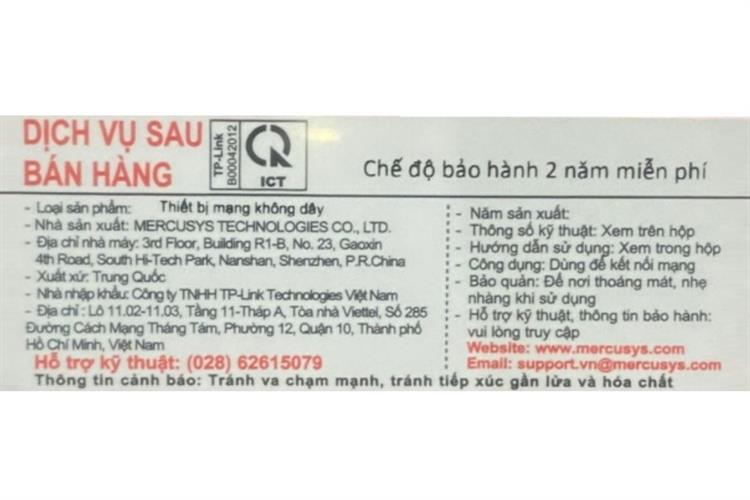 DỊCH VỤ SAU
BÁN HÀNG
TP-Link
B00042012
ICT
Chế độ bảo hành 2 năm miễn phí
- Loại sản phẩm: Thiết bị mạng không dây
- Nhà sản xuất: MERCUSYS TECHNOLOGIES CO., LTD.
- Địa chỉ nhà máy: 3rd Floor, Building R1-B, No. 23, Gaoxin
4th Road, South Hi-Tech Park, Nanshan, Shenzhen, P.R.China
- Xuất xứ: Trung Quốc
- Nhà nhập khẩu: Công ty TNHH TP-Link Technologies Việt Nam
- Địa chỉ: Lô 11.02-11.03, Tầng 11-Tháp A, Tòa nhà Viettel, Số 285
Đường Cách Mạng Tháng Tám, Phường 12, Quận 10, Thành phố
Hồ Chí Minh, Việt Nam
Hỗ trợ kỹ thuật: (028) 62615079
- Năm sản xuất:
- Thông số kỹ thuật: Xem trên hộp
- Hướng dẫn sử dụng: Xem trong hộp
- Công dụng: Dùng để kết nối mạng
- Bảo quản: Để nơi thoáng mát, nhẹ
nhàng khi sử dụng
- Hỗ trợ kỹ thuật, thông tin bảo hành:
vui lòng truy cập
Website: www.mercusys.com
Email: support.vn@mercusys.com
Thông tin cảnh báo: Tránh va chạm mạnh, tránh tiếp xúc gần lửa và hóa chất